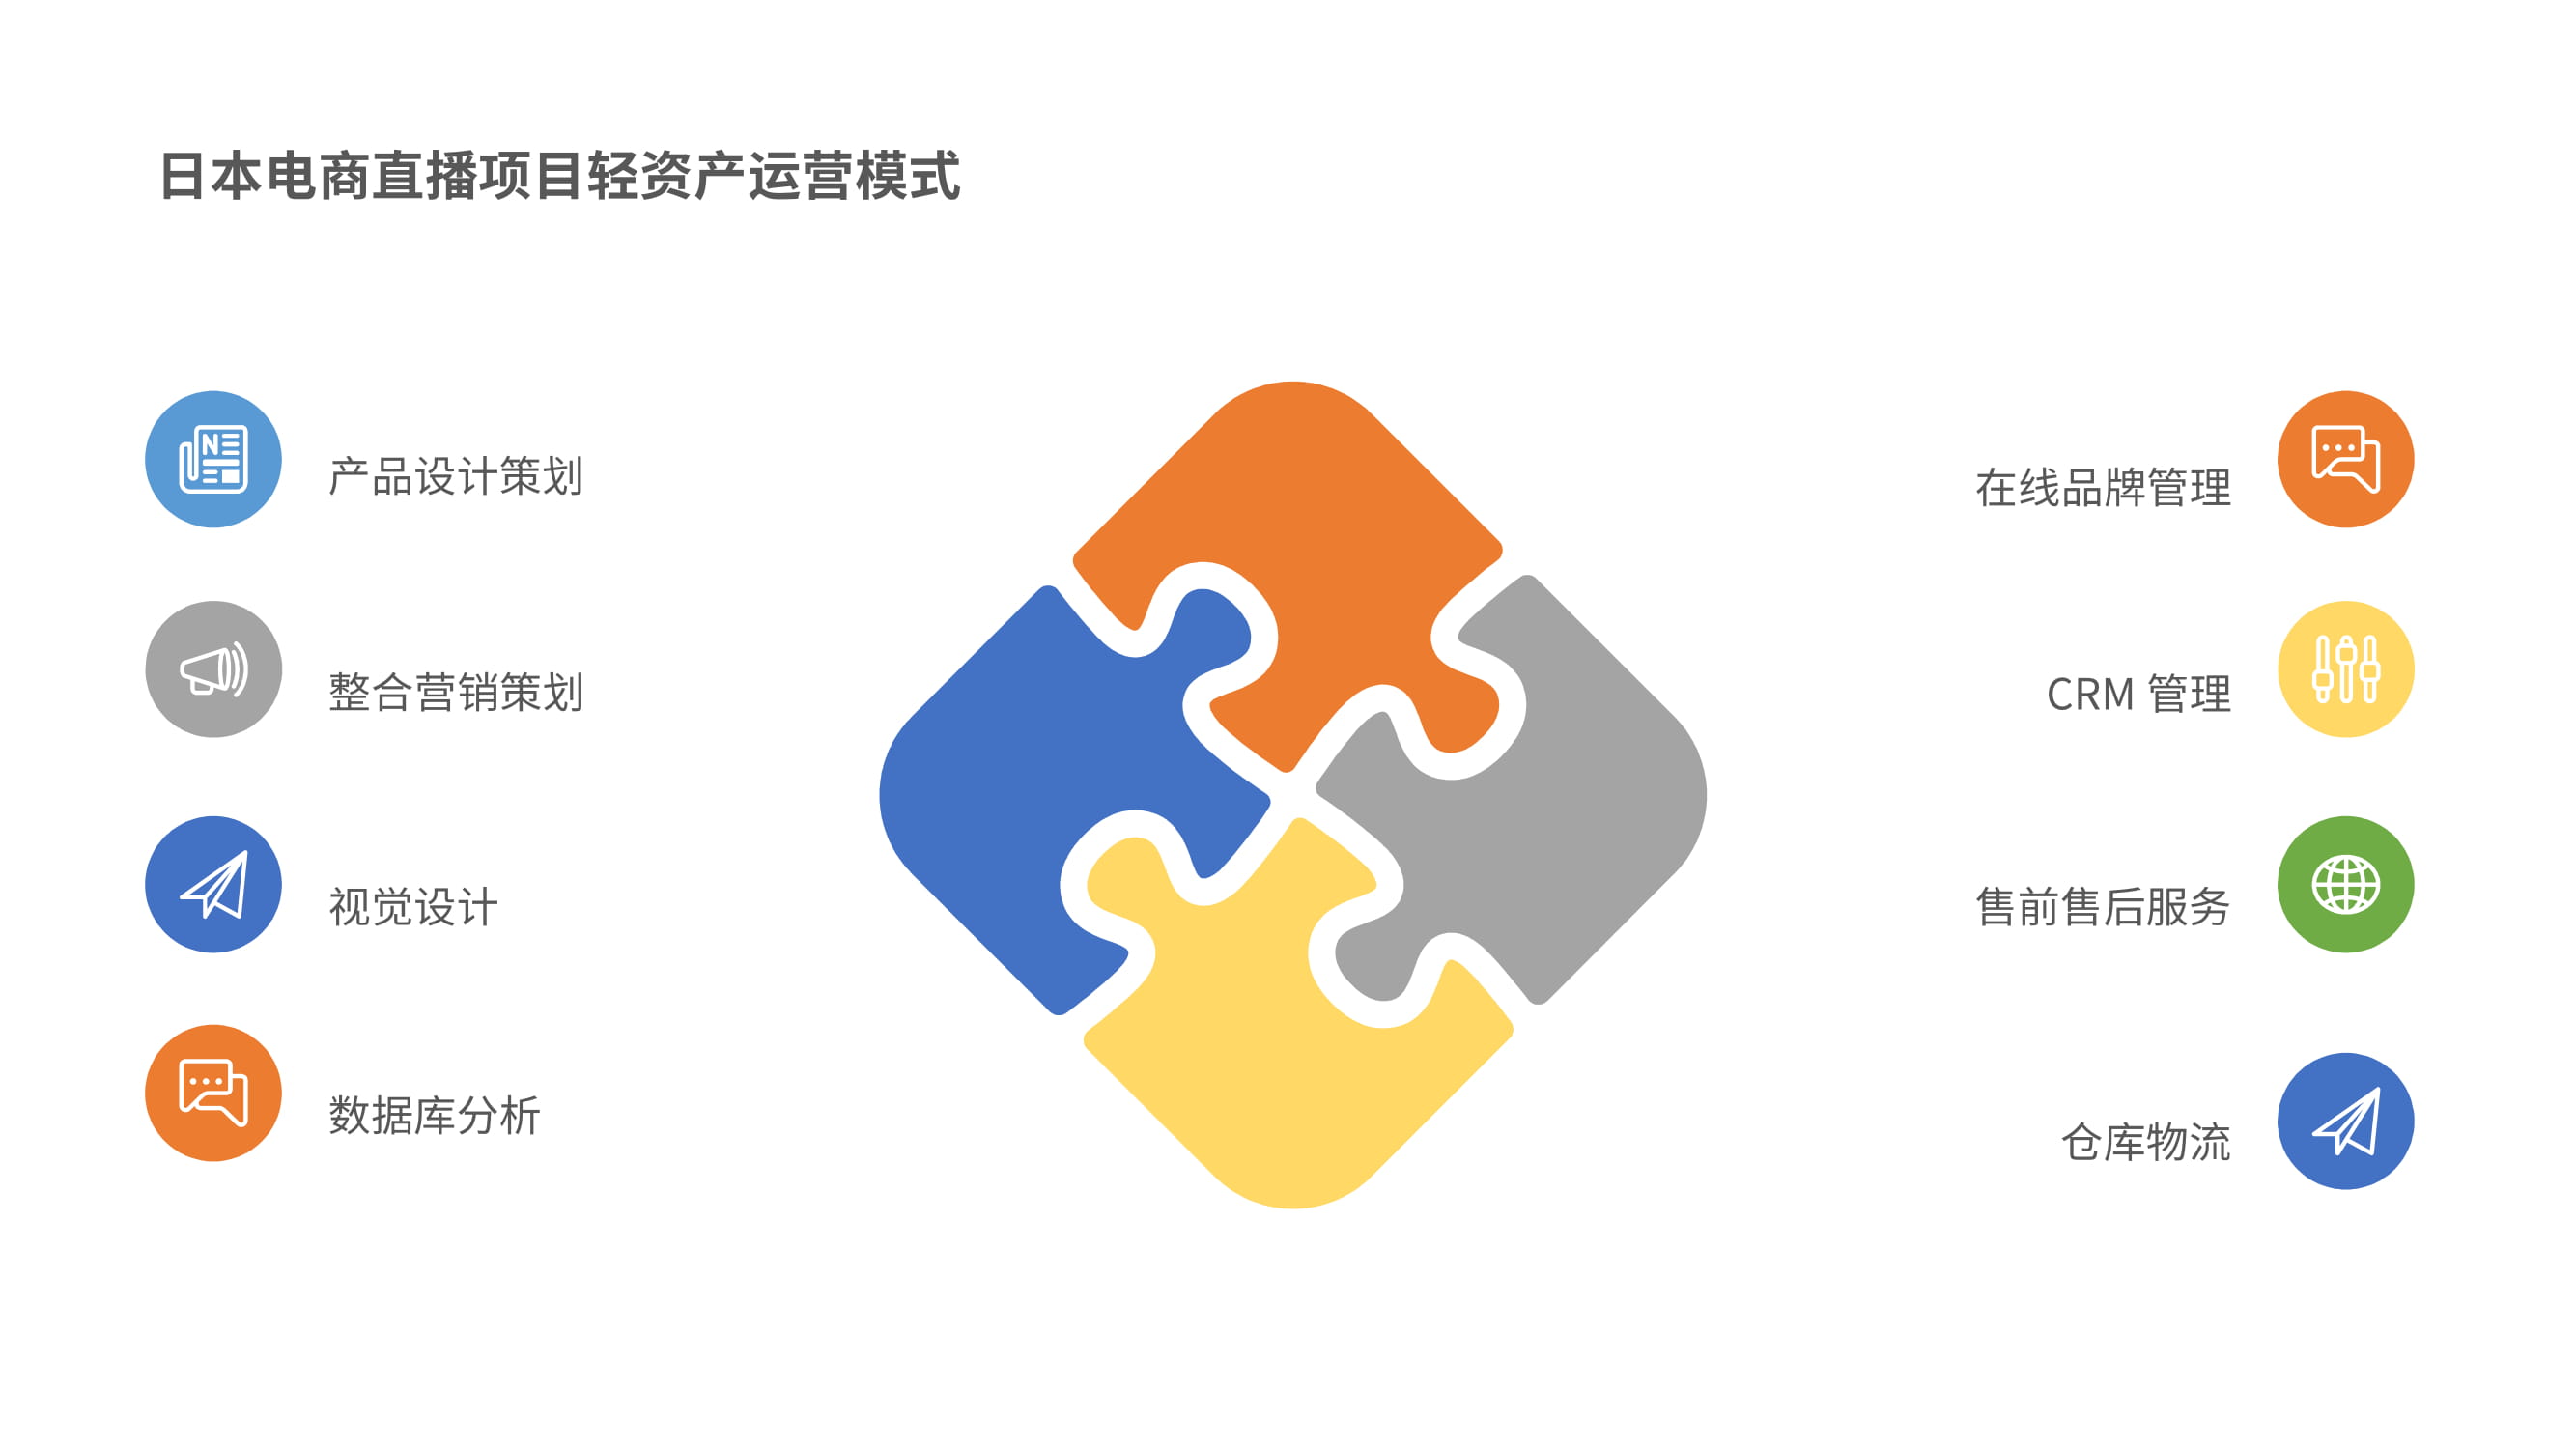 日本电商直播项目轻资产运营模式
产品设计策划
整合营销策划
视觉设计
数据库分析
在线品牌管理
CRM 管理
售前售后服务
仓库物流